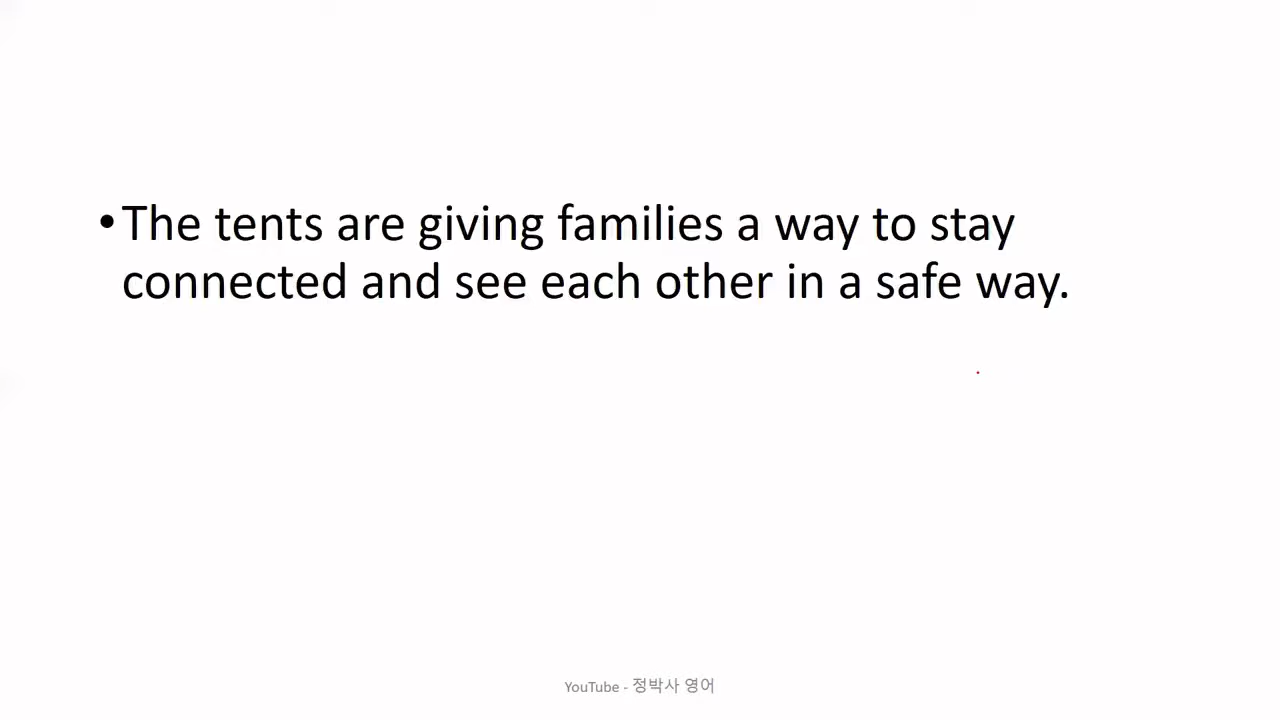 •The tents are giving families a way to stay
connected and see each other in a safe way.
YouTube - 정박사 영어